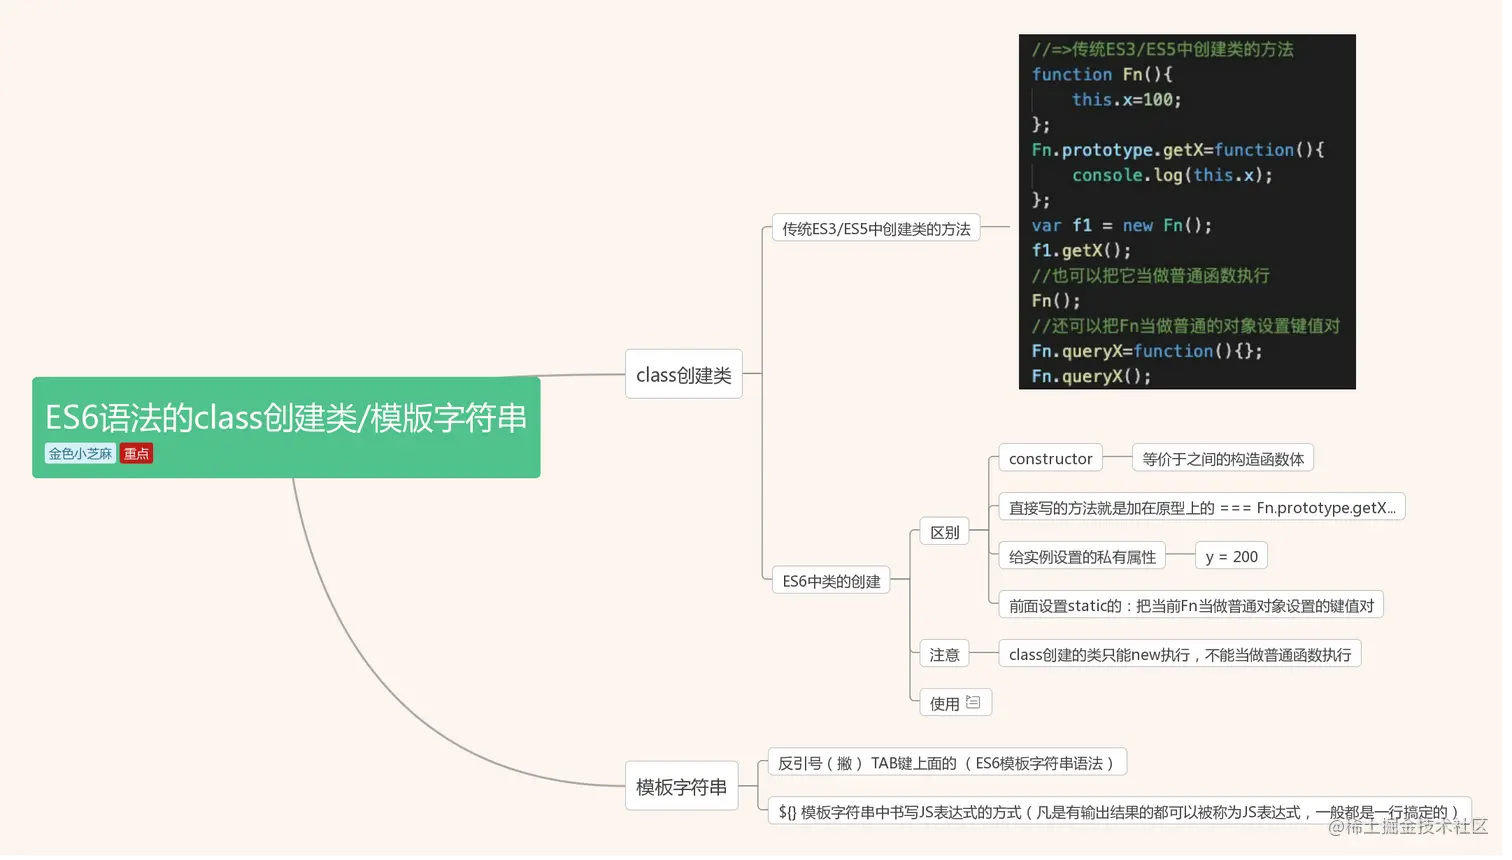 ES6语法的class创建类/模版字符串
金色小芝麻 重点
class创建类
传统ES3/ES5中创建类的方法
//=>传统ES3/ES5中创建类的方法
function Fn(){
    this.x=100;
};
Fn.prototype.getX=function(){
    console.log(this.x);
};
var f1 = new Fn();
f1.getX();
//也可以把它当做普通函数执行
Fn();
//还可以把Fn当做普通的对象设置键值对
Fn.queryX=function(){};
Fn.queryX();
ES6中类的创建
区别
constructor
等价于之间的构造函数体
直接写的方法就是加在原型上的 === Fn.prototype.getX...
给实例设置的私有属性
y = 200
前面设置static的：把当前Fn当做普通对象设置的键值对
注意
class创建的类只能new执行，不能当做普通函数执行
使用
模板字符串
反引号（撇） TAB键上面的 （ ES6模板字符串语法 ）
${} 模板字符串中书写JS表达式的方式（ 凡是有输出结果的都可以被称为JS表达式，一般都是一行搞定的 ）
@稀土掘金技术社区